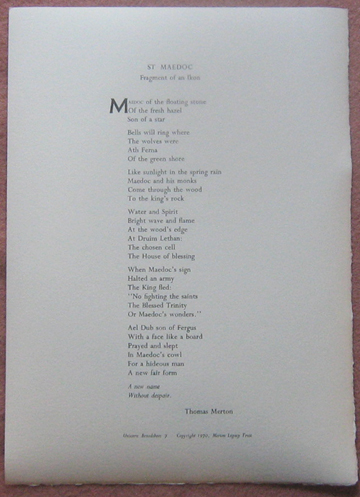 ST MAEDOC
Fragment of an Ikon
Maedoc of the floating stone
Of the fresh hazel
Son of a star
Bells will ring where
The wolves were
Ath Ferna
Of the green shore
Like sunlight in the spring rain
Maedoc and his monks
Come through the wood
To the king's rock
Water and Spirit
Bright wave and flame
At the wood's edge
At Druim Lethan:
The chosen cell
The House of blessing
When Maedoc's sign
Halted an army
The King fled:
"No fighting the saints
The Blessed Trinity
Or Maedoc's wonders."
Ael Dub son of Fergus
With a face like a board
Prayed and slept
In Maedoc's cowl
For a hideous man
A new fair form
A new name
Without despair.
Thomas Merton
Unicorn Broadsheet 5 Copyright 1970, Merton Legacy Trust